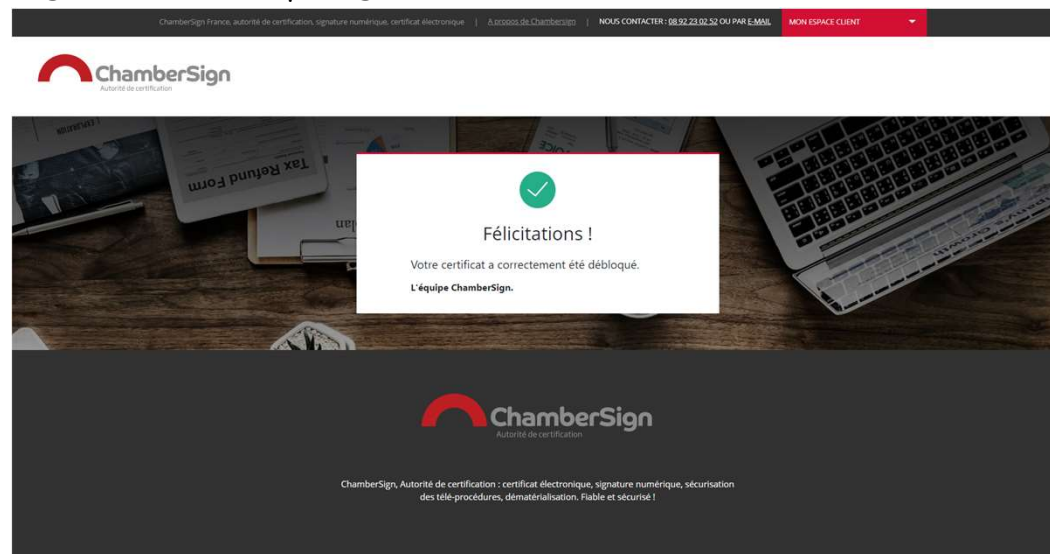 ChamberSign France, autorité de certification, signature numérique, certificat électronique | A propos de Chambersign | NOUS CONTACTER : 08 92 23 02 52 OU PAR E-MAIL MON ESPACE CLIENT
ChamberSign
Autorité de certification
Tax Refund Form
Félicitations !
Votre certificat a correctement été débloqué.
L'équipe ChamberSign.
ChamberSign
Autorité de certification
ChamberSign, Autorité de certification : certificat électronique, signature numérique, sécurisation
des télé-procédures, dématérialisation. Fiable et sécurisé !